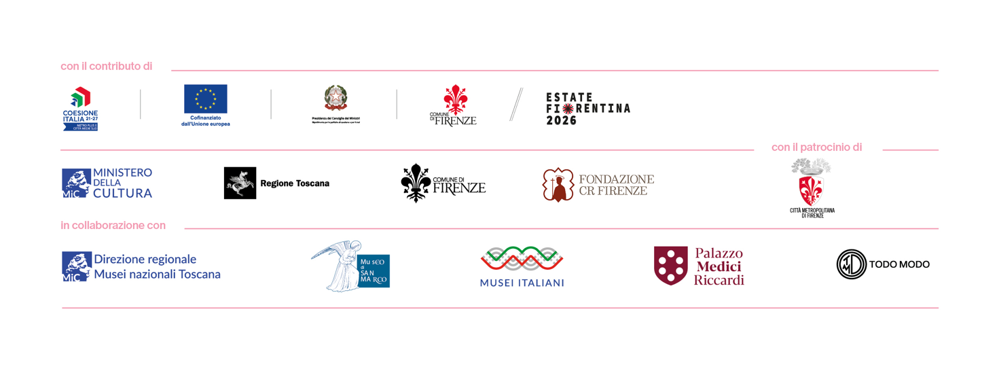 con il contributo di
COESIONE
ITALIA 21-27
METRO PLUS E
CITTÀ MEDIE SUD
Cofinanziato
dall'Unione europea
Presidenza del Consiglio dei Ministri
COMUNE
DI FIRENZE
ESTATE
FIORENTINA
2026
con il patrocinio di
MiC
MINISTERO
DELLA
CULTURA
Regione Toscana
COMUNE DI
FIRENZE
FONDAZIONE
CR FIRENZE
CITTÀ METROPOLITANA
DI FIRENZE
in collaborazione con
MiC
Direzione regionale
Musei nazionali Toscana
MUSEO
di
SAN
MARCO
MUSEI ITALIANI
Palazzo
Medici
Riccardi
TMD
TODO MODO